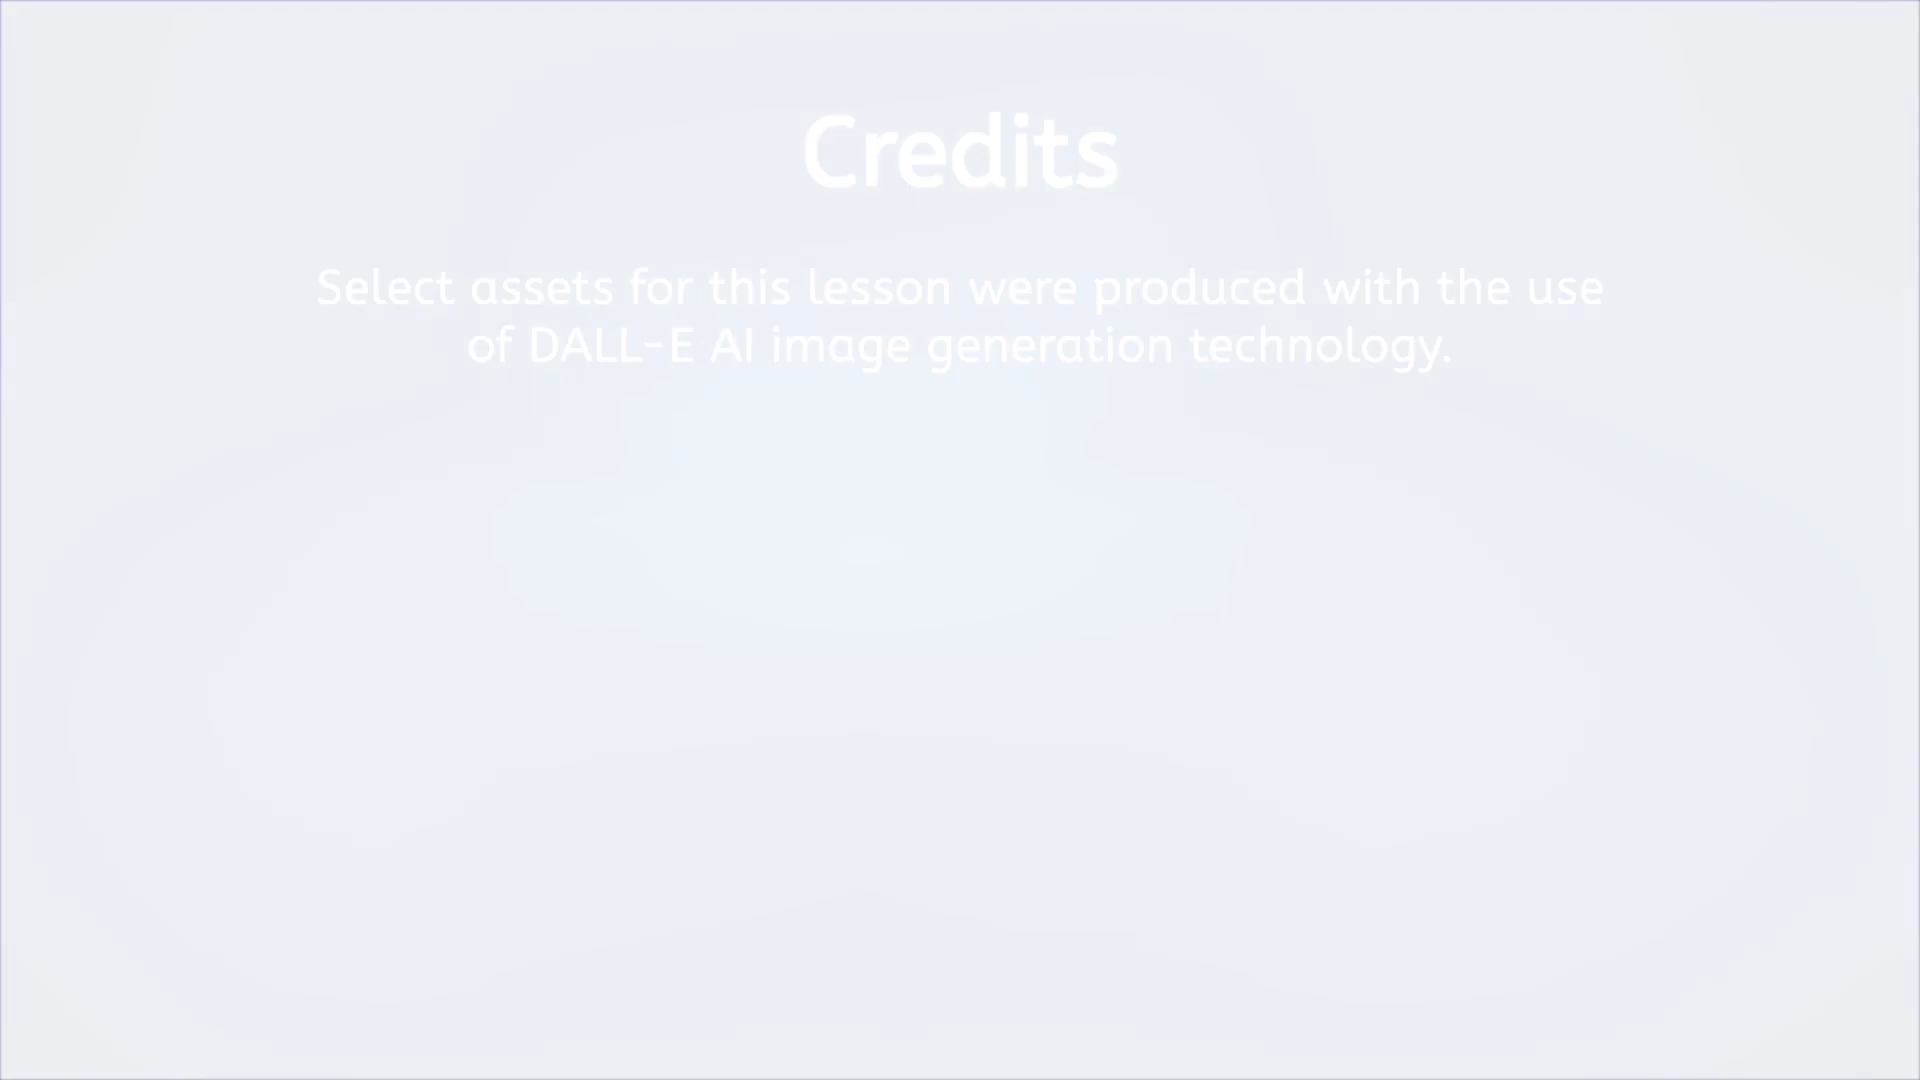 Credits
Select assets for this lesson were produced with the use
of DALL-E AI image generation technology.